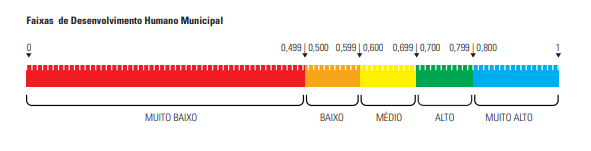 Faixas de Desenvolvimento Humano Municipal
0 0,499 | 0,500 0,599 | 0,600 0,699 | 0,700 0,799 | 0,800 1
MUITO BAIXO BAIXO MÉDIO ALTO MUITO ALTO